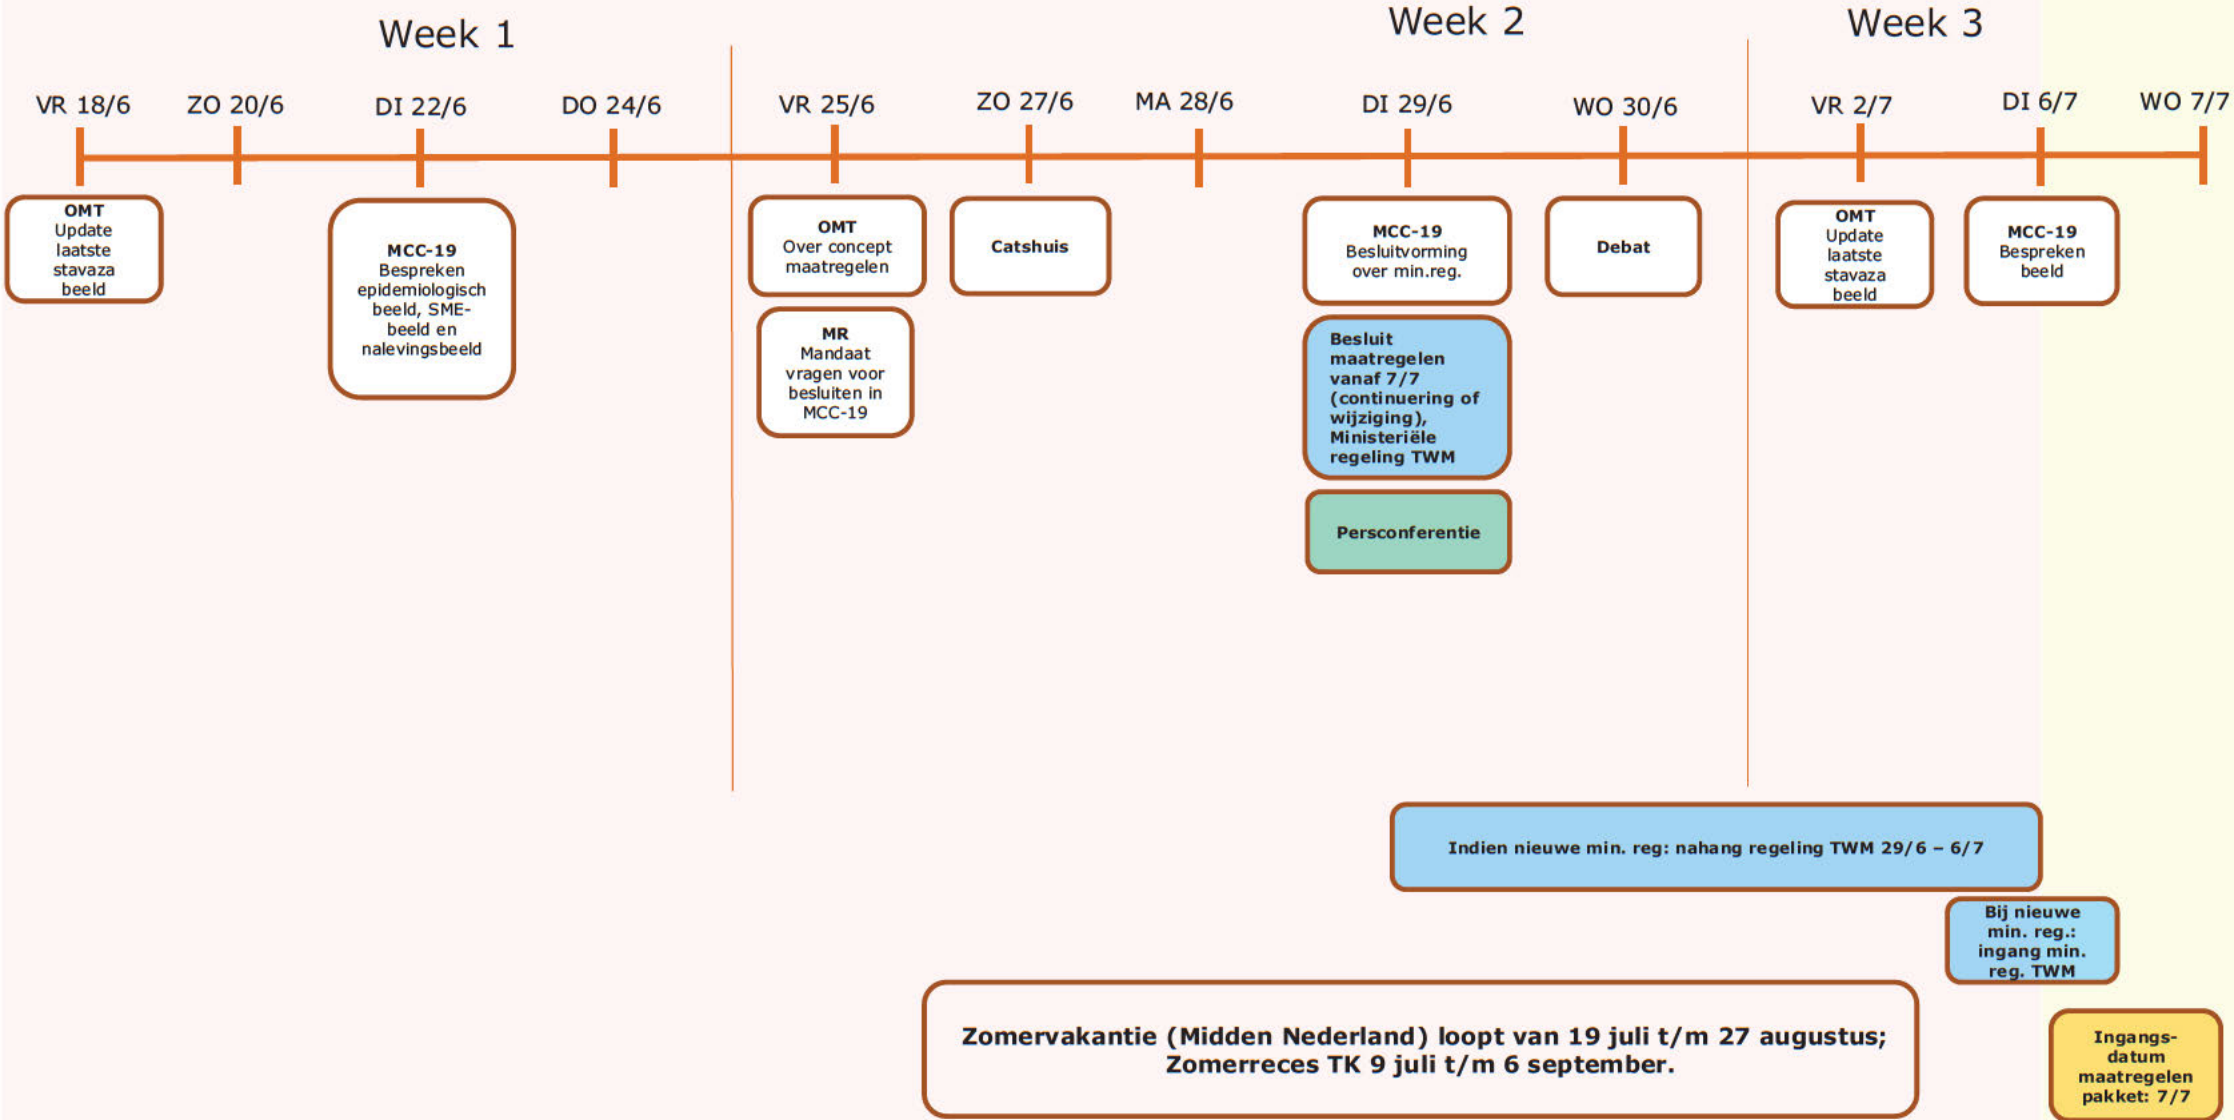 Week 1
Week 2
Week 3
VR 18/6
ZO 20/6
DI 22/6
DO 24/6
VR 25/6
ZO 27/6
MA 28/6
DI 29/6
WO 30/6
VR 2/7
DI 6/7
WO 7/7
OMT
Update
laatste
stavaza
beeld
MCC-19
Bespreken
epidemiologisch
beeld, SME-
beeld en
nalevingsbeeld
OMT
Over concept
maatregelen
MR
Mandaat
vragen voor
besluiten in
MCC-19
Catshuis
MCC-19
Besluitvorming
over min.reg.
Besluit
maatregelen
vanaf 7/7
(continuering of
wijziging),
Ministeriële
regeling TWM
Persconferentie
Debat
OMT
Update
laatste
stavaza
beeld
MCC-19
Bespreken
beeld
Indien nieuwe min. reg: nahang regeling TWM 29/6 – 6/7
Bij nieuwe
min. reg.:
ingang min.
reg. TWM
Zomervakantie (Midden Nederland) loopt van 19 juli t/m 27 augustus;
Zomerreces TK 9 juli t/m 6 september.
Ingangs-
datum
maatregelen
pakket: 7/7